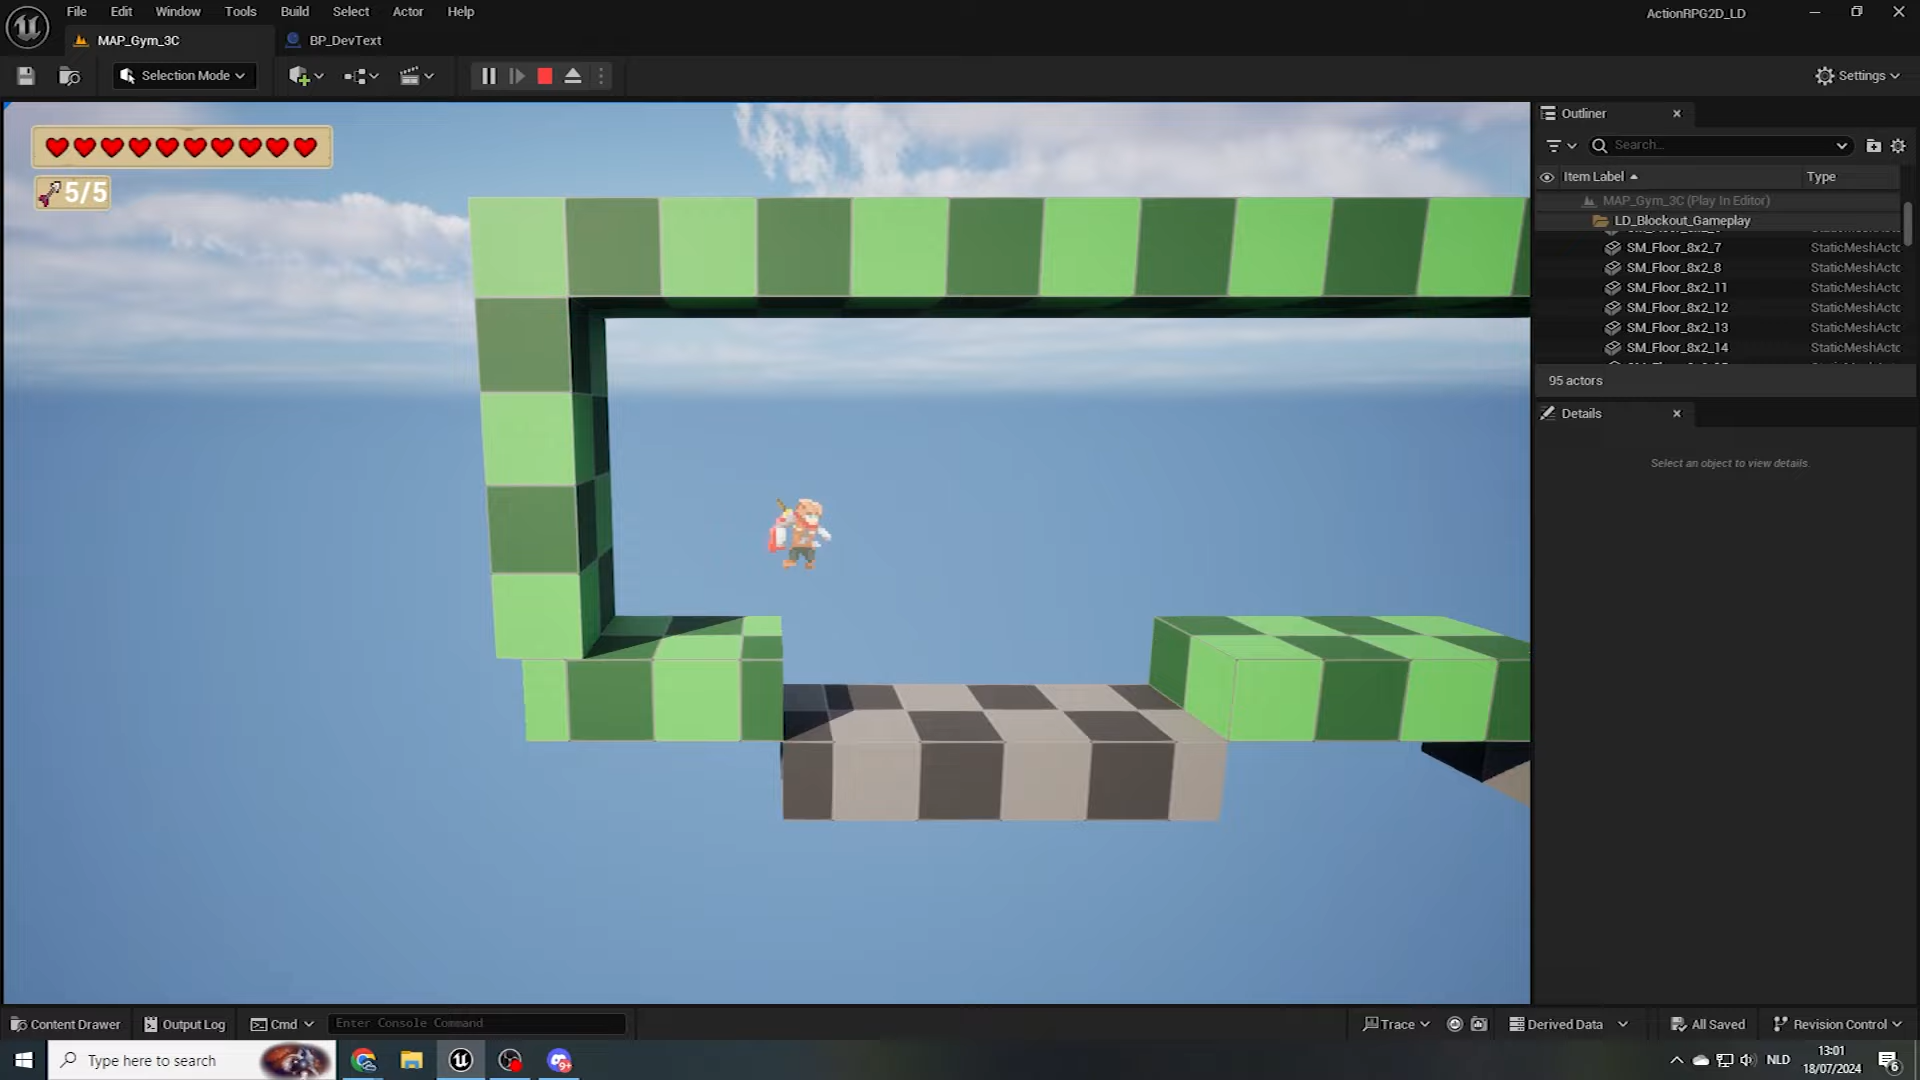 File Edit Window Tools Build Select Actor Help
ActionRPG2D_LD
MAP_Gym_3C
BP_DevText
Selection Mode
Settings
5/5
Outliner
Search...
Item Label
Type
MAP_Gym_3C (Play In Editor)
LD_Blockout_Gameplay
SM_Floor_8x2_7 StaticMeshActo
SM_Floor_8x2_8 StaticMeshActo
SM_Floor_8x2_11 StaticMeshActo
SM_Floor_8x2_12 StaticMeshActo
SM_Floor_8x2_13 StaticMeshActo
SM_Floor_8x2_14 StaticMeshActo
95 actors
Details
Select an object to view details.
Content Drawer
Output Log
Cmd
Enter Console Command
Trace
Derived Data
All Saved
Revision Control
Type here to search
9+
NLD
13:01
18/07/2024
6